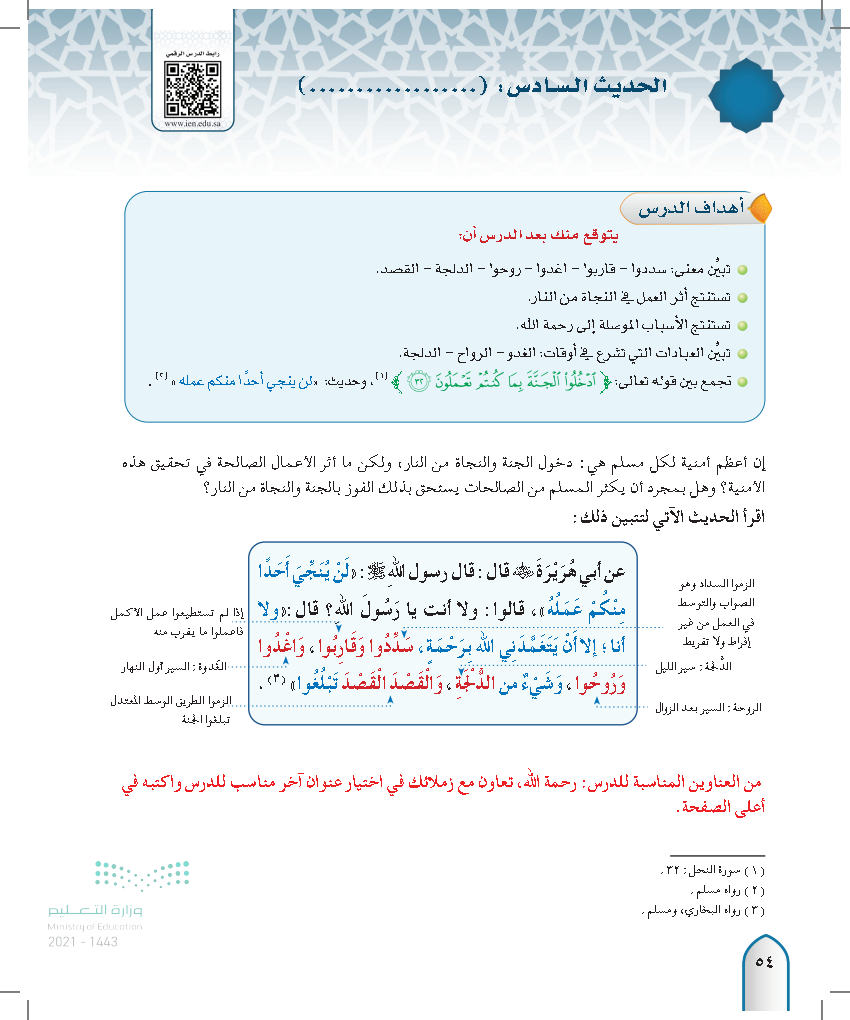 رابط الدرس الرقمي
www.ien.edu.sa
الحديث السادس: (..................)
أهداف الدرس
يتوقع منك بعد الدرس أن:
تبيِّن معنى: سددوا – قاربوا – اغدوا – روحوا – الدلجة – القصد.
تستنتج أثر العمل في النجاة من النار.
تستنتج الأسباب الموصلة إلى رحمة الله.
تبيِّن العبادات التي تشرع في أوقات: الغدو – الرواح – الدلجة.
تجمع بين قوله تعالى: ﴿ ٱدْخُلُوا۟ ٱلْجَنَّةَ بِمَا كُنتُمْ تَعْمَلُونَ ٣٢ ﴾ [١]، وحديث: «لن ينجي أحدًا منكم عمله» [٢].
إن أعظم أمنية لكل مسلم هي: دخول الجنة والنجاة من النار، ولكن ما أثر الأعمال الصالحة في تحقيق هذه
الأمنية؟ وهل بمجرد أن يكثر المسلم من الصالحات يستحق بذلك الفوز بالجنة والنجاة من النار؟
اقرأ الحديث الآتي لتتبين ذلك:
عن أبي هُرَيْرَةَ ﵁ قال: قال رسول اللهِ ﷺ: «لَنْ يُنَجِّيَ أَحَدًا
مِنْكُمْ عَمَلُهُ»، قالوا: ولا أنت يا رَسُولَ اللهِ؟ قال: «ولا
أنا؛ إلا أَنْ يَتَغَمَّدَنِي الله بِرَحْمَةٍ، سَدِّدُوا وَقَارِبُوا، وَاغْدُوا
وَرُوحُوا، وَشَيْءٌ من الدُّلْجَةِ، وَالْقَصْدَ الْقَصْدَ تَبْلُغُوا» (٣).
الزموا السداد وهو
الصواب والتوسط
في العمل من غير
إفراط ولا تفريط
الدُّلجة: سير الليل
الروحة: السير بعد الزوال
إذا لم تستطيعوا عمل الأكمل
فاعملوا ما يقرب منه
الغدوة: السير أول النهار
الزموا الطريق الوسط المعتدل
تبلغوا الجنة
من العناوين المناسبة للدرس: رحمة الله، تعاون مع زملائك في اختيار عنوان آخر مناسب للدرس واكتبه في
أعلى الصفحة.
(١) سورة النحل: ٣٢.
(٢) رواه مسلم.
(٣) رواه البخاري، ومسلم.
وزارة التعليم
Ministry of Education
2021 - 1443
٥٤